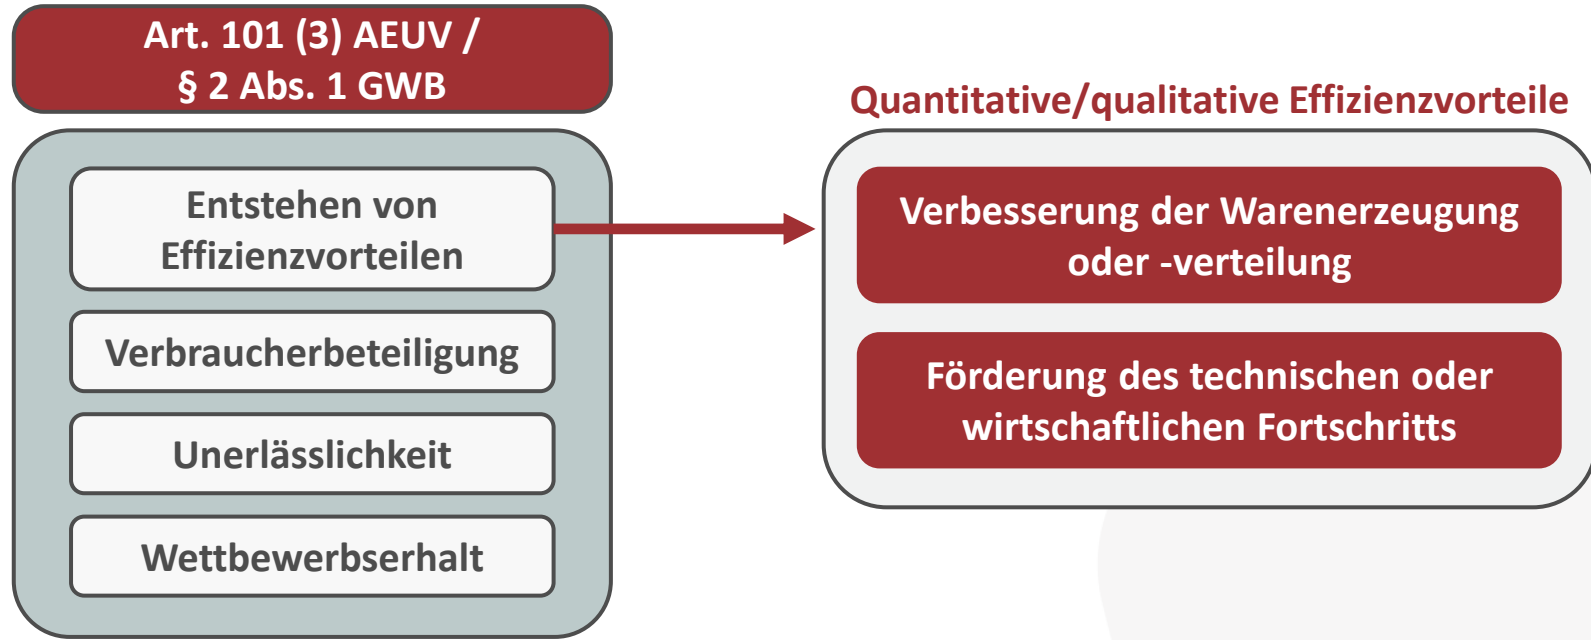 Art. 101 (3) AEUV /
§ 2 Abs. 1 GWB
Entstehen von
Effizienzvorteilen
Verbraucherbeteiligung
Unerlässlichkeit
Wettbewerbserhalt
Quantitative/qualitative Effizienzvorteile
Verbesserung der Warenerzeugung
oder -verteilung
Förderung des technischen oder
wirtschaftlichen Fortschritts